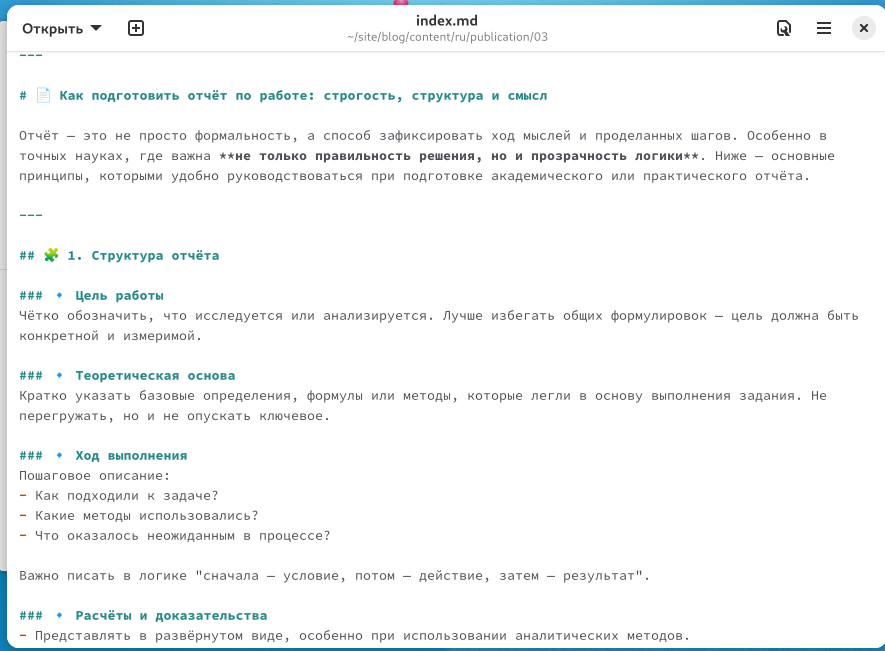 Открыть
index.md
~/site/blog/content/ru/publication/03
---
# 📄 Как подготовить отчёт по работе: строгость, структура и смысл
Отчёт — это не просто формальность, а способ зафиксировать ход мыслей и проделанных шагов. Особенно в
точных науках, где важна **не только правильность решения, но и прозрачность логики**. Ниже — основные
принципы, которыми удобно руководствоваться при подготовке академического или практического отчёта.
---
## 🧩 1. Структура отчёта
### 🔹 Цель работы
Чётко обозначить, что исследуется или анализируется. Лучше избегать общих формулировок — цель должна быть
конкретной и измеримой.
### 🔹 Теоретическая основа
Кратко указать базовые определения, формулы или методы, которые легли в основу выполнения задания. Не
перегружать, но и не опускать ключевое.
### 🔹 Ход выполнения
Пошаговое описание:
- Как подходили к задаче?
- Какие методы использовались?
- Что оказалось неожиданным в процессе?
Важно писать в логике "сначала — условие, потом — действие, затем — результат".
### 🔹 Расчёты и доказательства
- Представлять в развёрнутом виде, особенно при использовании аналитических методов.